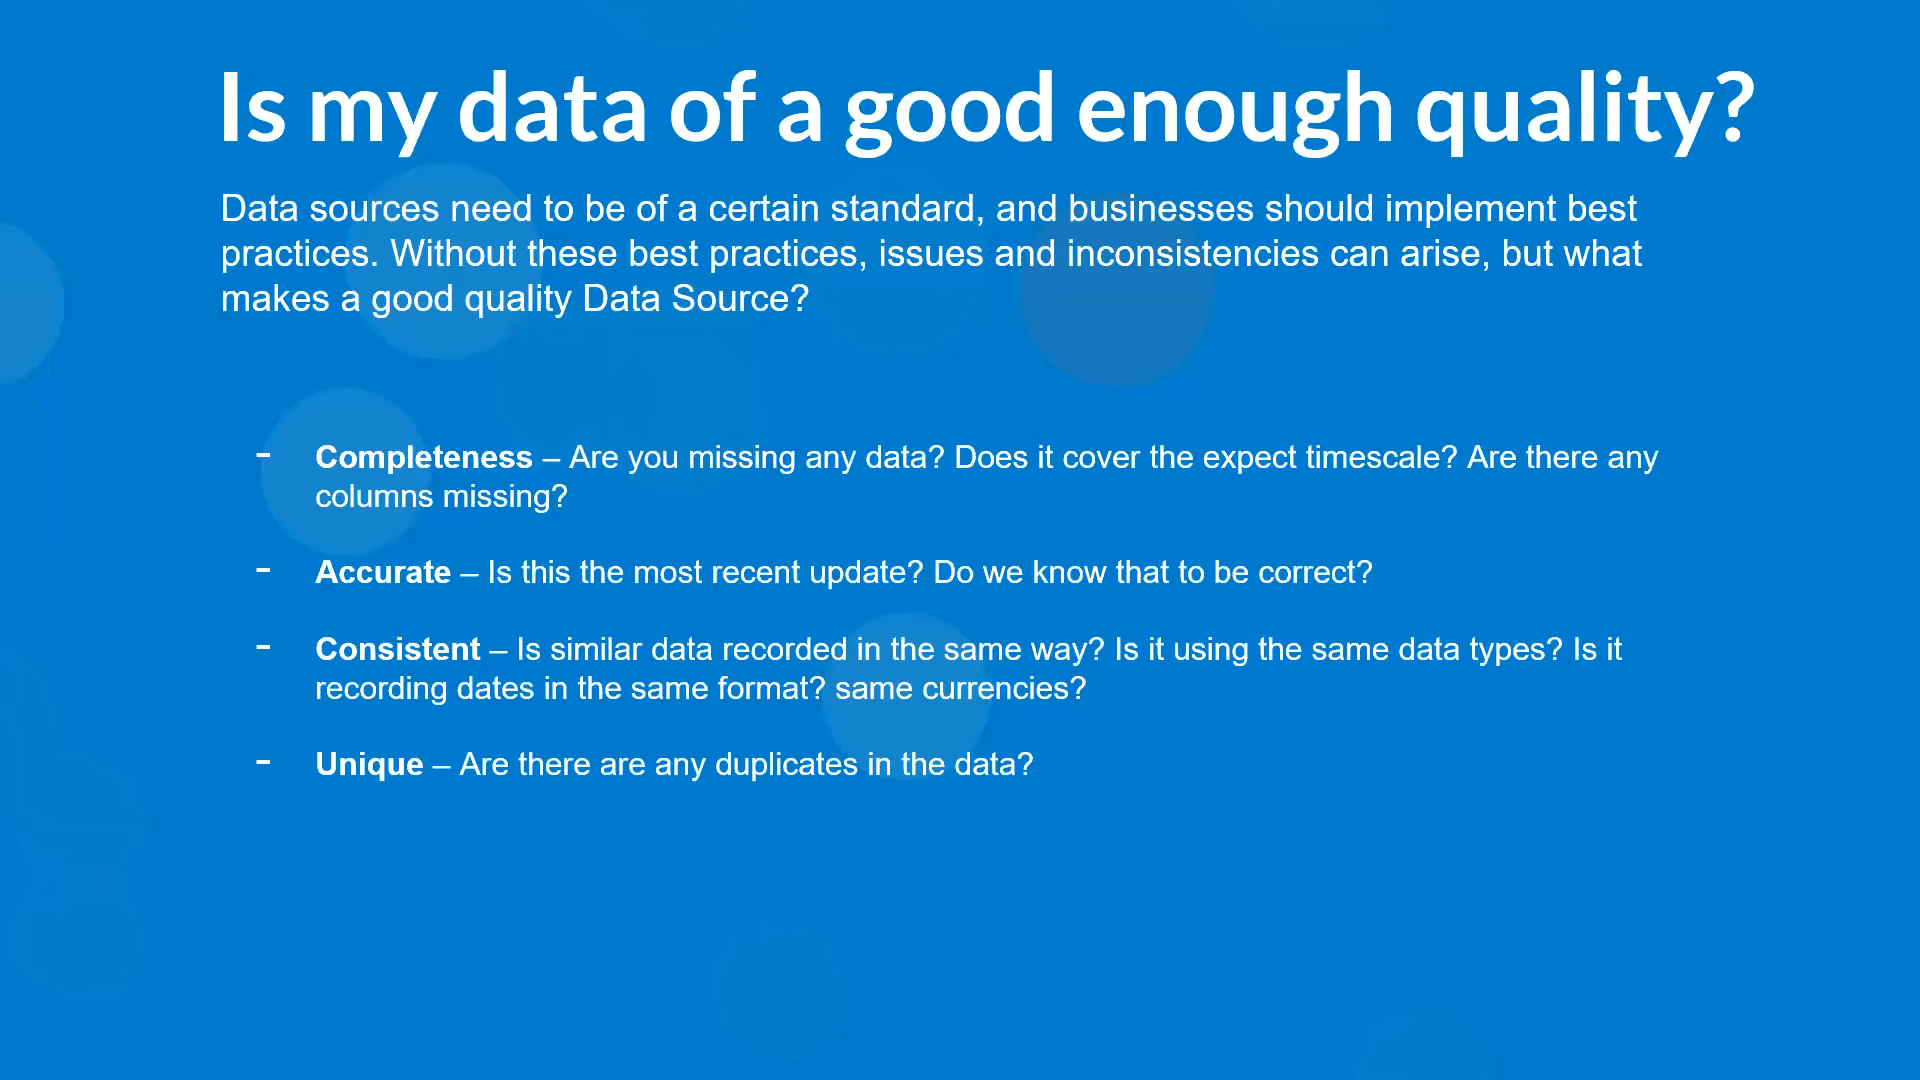 Is my data of a good enough quality?
Data sources need to be of a certain standard, and businesses should implement best
practices. Without these best practices, issues and inconsistencies can arise, but what
makes a good quality Data Source?
- Completeness – Are you missing any data? Does it cover the expect timescale? Are there any
columns missing?
- Accurate – Is this the most recent update? Do we know that to be correct?
- Consistent – Is similar data recorded in the same way? Is it using the same data types? Is it
recording dates in the same format? same currencies?
- Unique – Are there are any duplicates in the data?